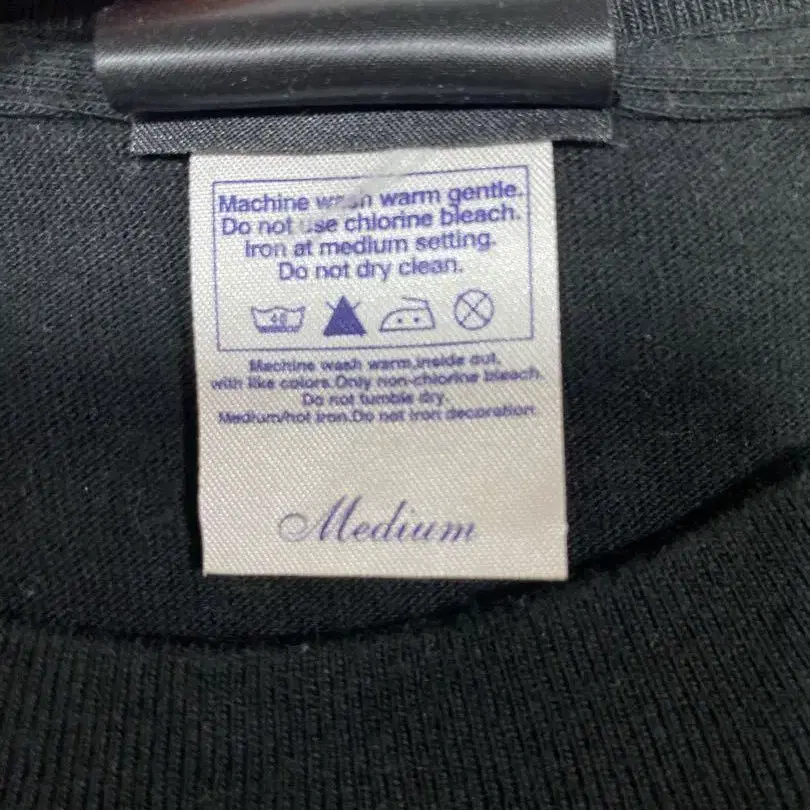 Machine wash warm gentle.
Do not use chlorine bleach.
Iron at medium setting.
Do not dry clean.
40
Machine wash warm,inside out,
with like colors.Only non-chlorine bleach.
Do not tumble dry.
Medium/hot iron.Do not iron decoration.
Medium